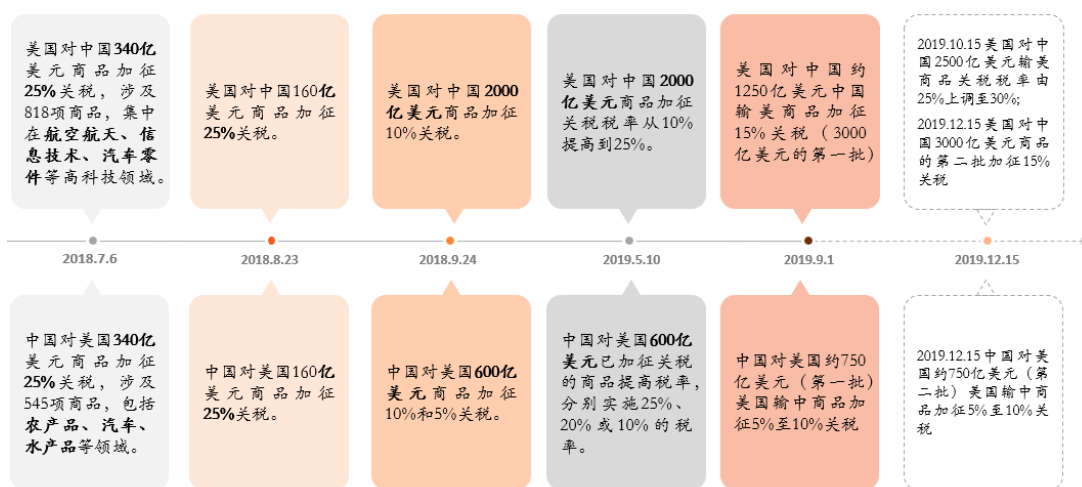 美国对中国340亿
美元商品加征
25%关税，涉及
818项商品，集中
在航空航天、信
息技术、汽车零
件等高科技领域。
美国对中国160亿
美元商品加征
25%关税。
美国对中国2000
亿美元商品加征
10%关税。
美国对中国2000
亿美元商品加征
关税税率从10%
提高到25%。
美国对中国约
1250亿美元中国
输美商品加征
15%关税（3000
亿美元的第一批）
2019.10.15美国对中
国2500亿美元输美
商品关税税率由
25%上调至30%;
2019.12.15美国对中
国3000亿美元商品
的第二批加征15%
关税
2018.7.6
2018.8.23
2018.9.24
2019.5.10
2019.9.1
2019.12.15
中国对美国340亿
美元商品加征
25%关税，涉及
545项商品，包括
农产品、汽车、
水产品等领域。
中国对美国160亿
美元商品加征
25%关税。
中国对美国600亿
美元商品加征
10%和5%关税。
中国对美国600亿
美元已加征关税
的商品提高税率，
分别实施25%、
20%或10%的税
率。
中国对美国约750
亿美元（第一批）
美国输中商品加
征5%至10%关税
2019.12.15中国对美
国约750亿美元（第
二批）美国输中商
品加征5%至10%关
税